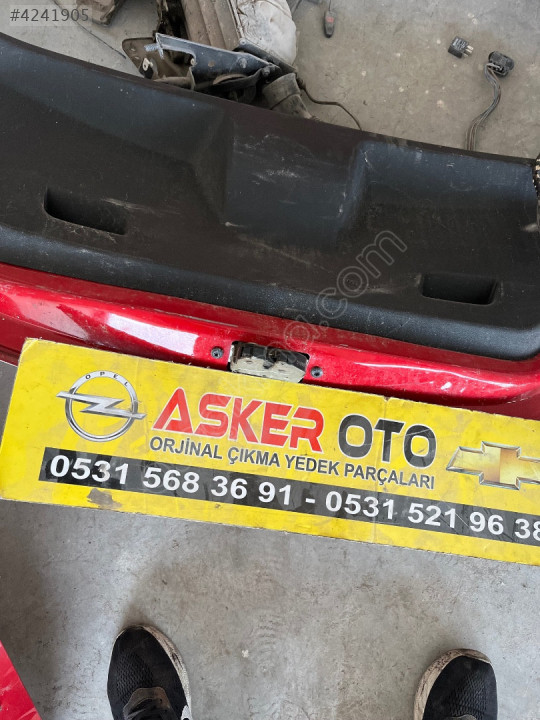 #4241905
OPEL
ASKER OTO
ORJİNAL ÇIKMA YEDEK PARÇALARI
0531 568 36 91 - 0531 521 96 38